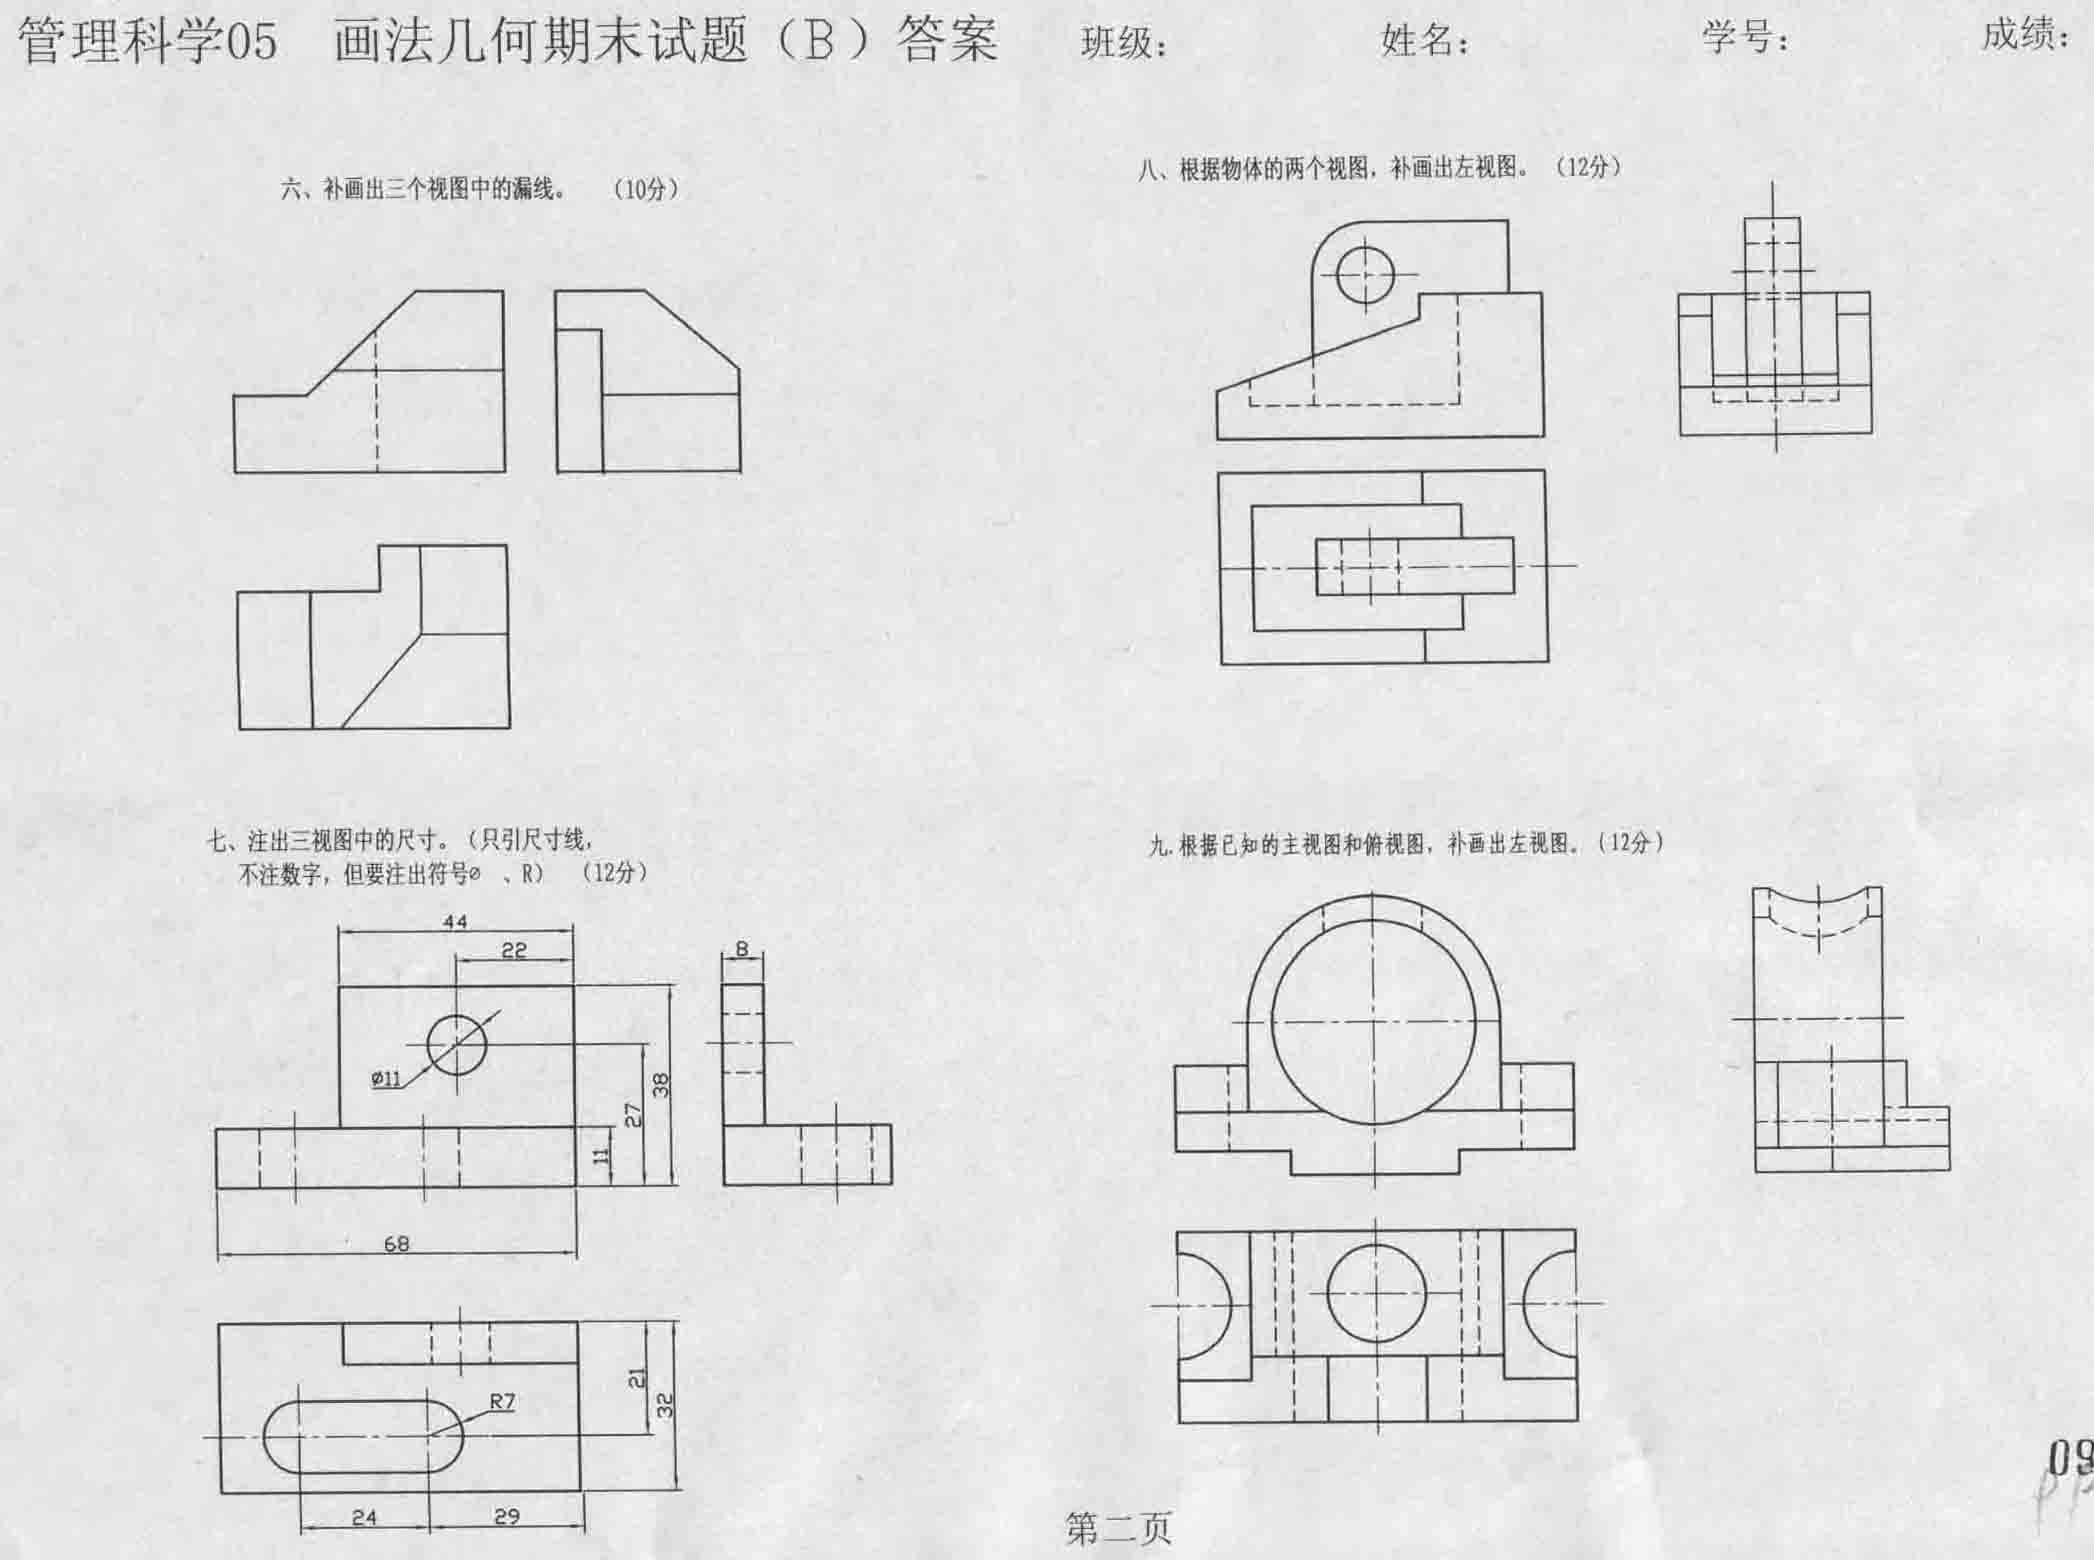 管理科学05 画法几何期末试题（B）答案 班级： 姓名： 学号： 成绩：
六、补画出三个视图中的漏线。 （10分）
八、根据物体的两个视图，补画出左视图。（12分）
七、注出三视图中的尺寸。（只引尺寸线，
不注数字，但要注出符号ø 、R） （12分）
44
22
8
ø11
38
27
11
68
21
32
R7
24
29
九.根据已知的主视图和俯视图，补画出左视图。（12分）
09
第二页